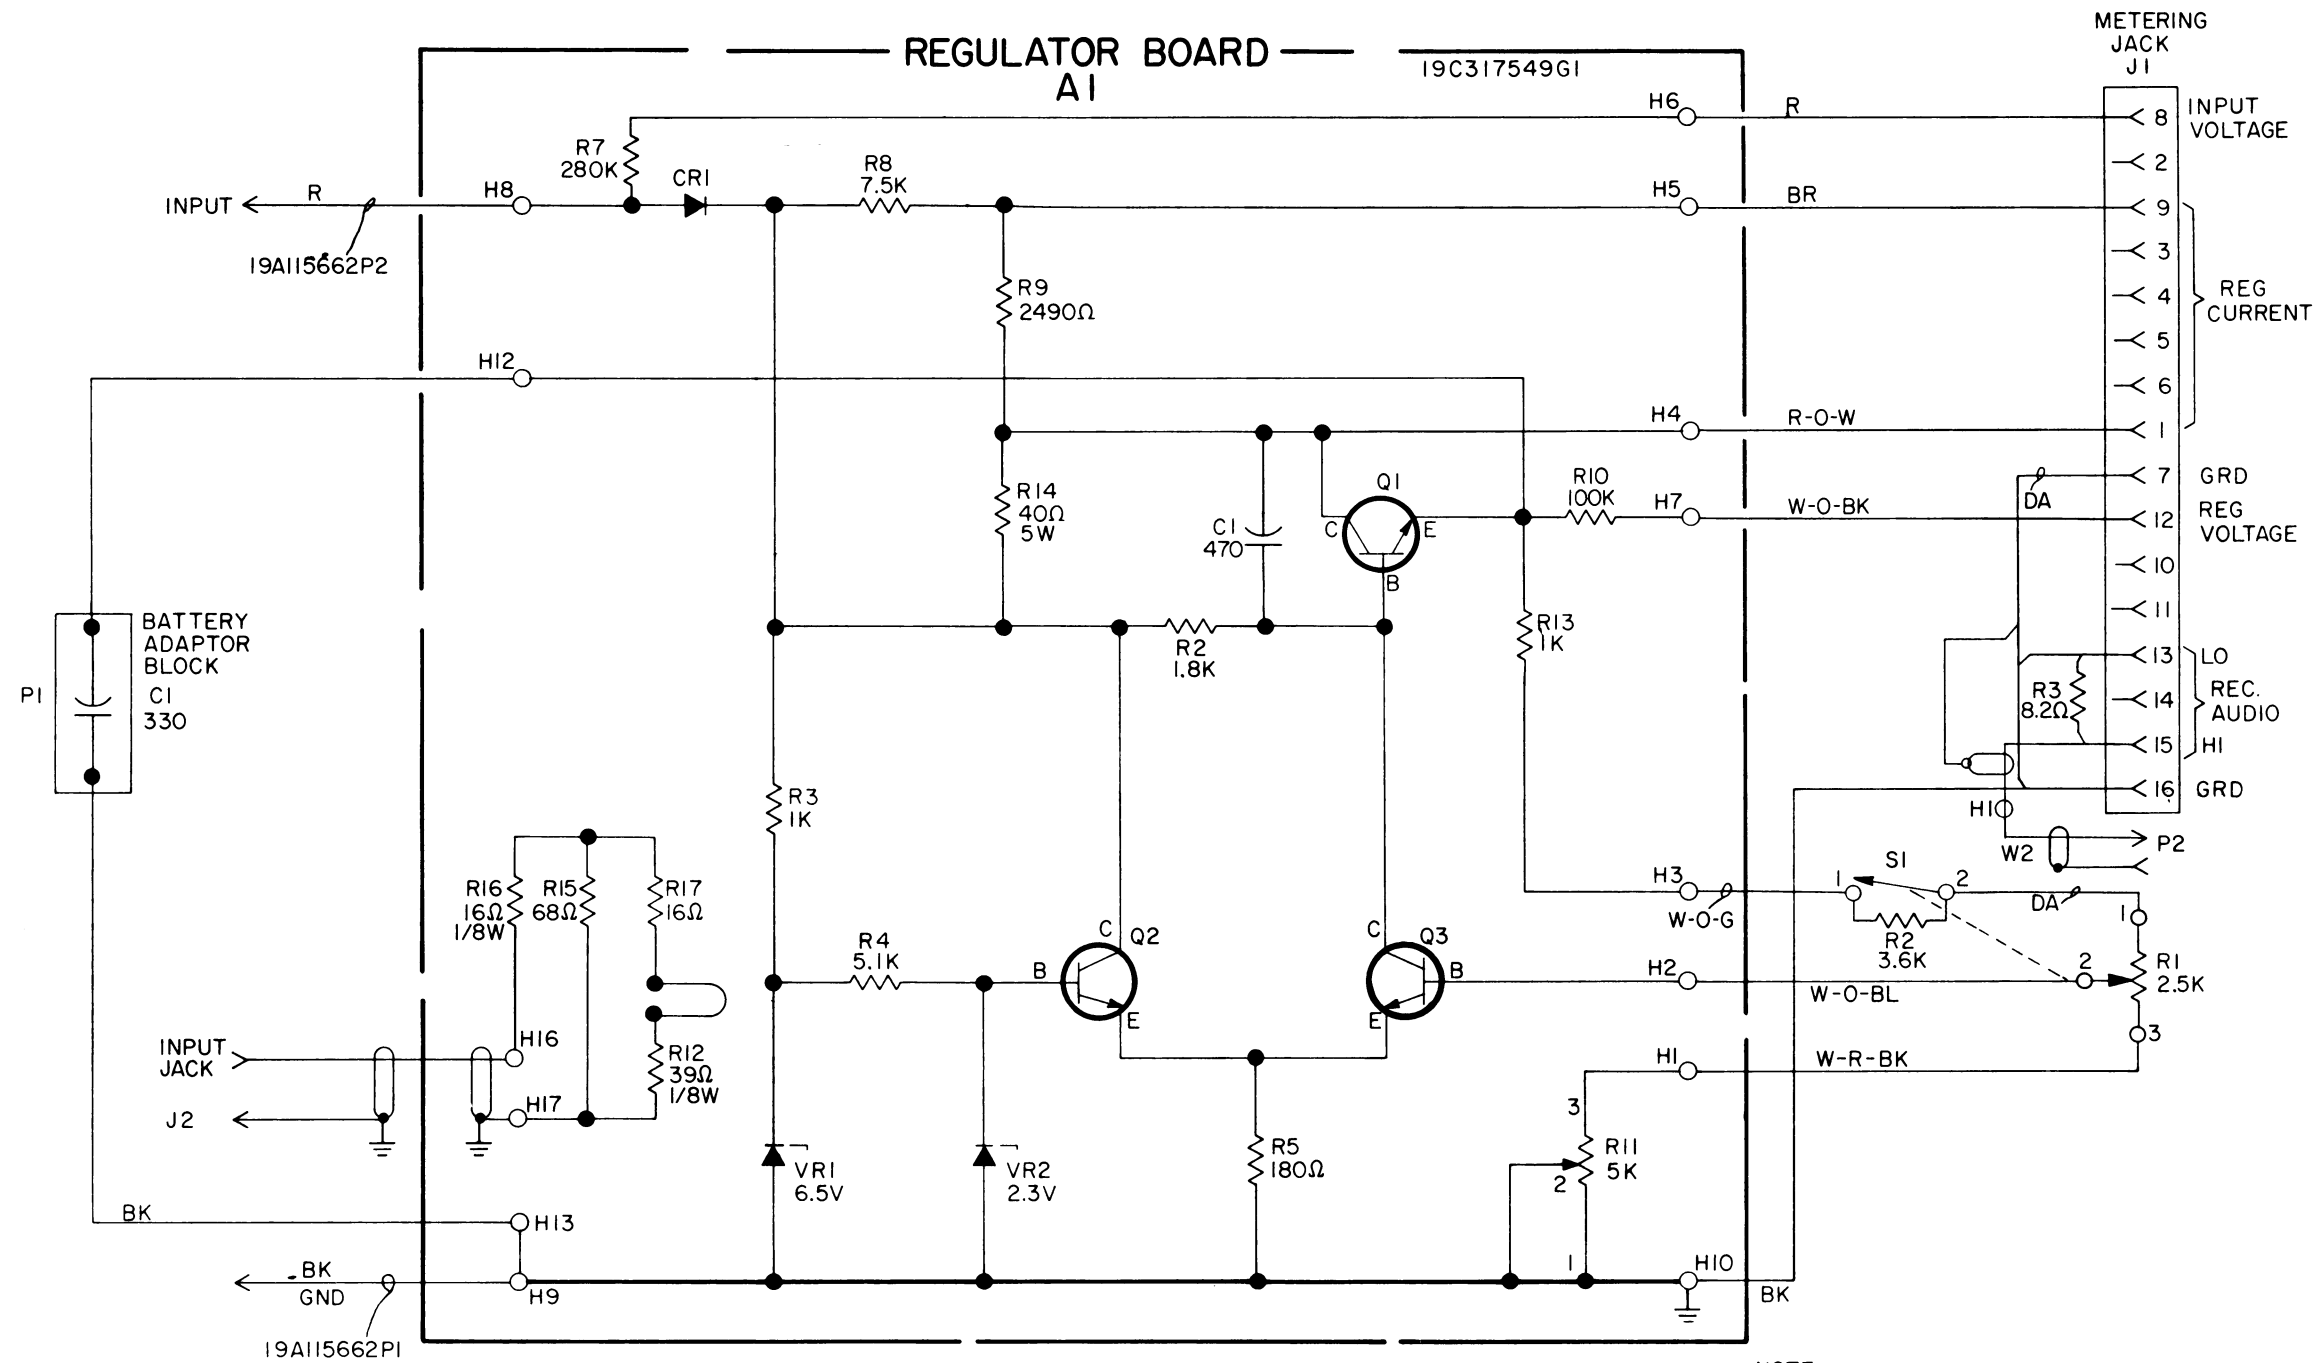 REGULATOR BOARD
A1
19C317549G1
METERING
JACK
J1
H6
R
8
INPUT
VOLTAGE
2
R7
280K
CR1
R8
7.5K
INPUT
R
H8
H5
BR
9
19A115662P2
3
4
5
6
REG
CURRENT
R9
2490Ω
H12
H4
R-O-W
1
R14
40Ω
5W
C1
470
Q1
C
E
B
R10
100K
H7
W-O-BK
7
GRD
DA
12
REG
VOLTAGE
10
11
R13
1K
R2
1.8K
BATTERY
ADAPTOR
BLOCK
P1
C1
330
13
LO
R3
8.2Ω
14
REC.
AUDIO
15
HI
16
GRD
H1
W2
P2
R3
1K
R16
16Ω
1/8W
R15
68Ω
R17
16Ω
R4
5.1K
B
C
Q2
E
C
Q3
B
E
H3
W-O-G
S1
1
2
R2
3.6K
DA
1
H2
W-O-BL
2
R1
2.5K
3
INPUT
JACK
H16
R12
39Ω
1/8W
H17
J2
H1
W-R-BK
VR1
6.5V
VR2
2.3V
R5
180Ω
3
R11
5K
2
1
BK
H13
BK
GND
H9
H10
BK
19A115662P1